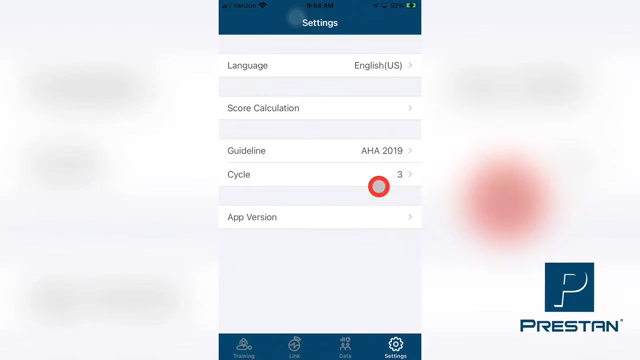 Verizon 9:54 AM 92%
Settings
Language English(US)
Score Calculation
Guideline AHA 2019
Cycle 3
App Version
PRESTAN®
Training Link Data Settings